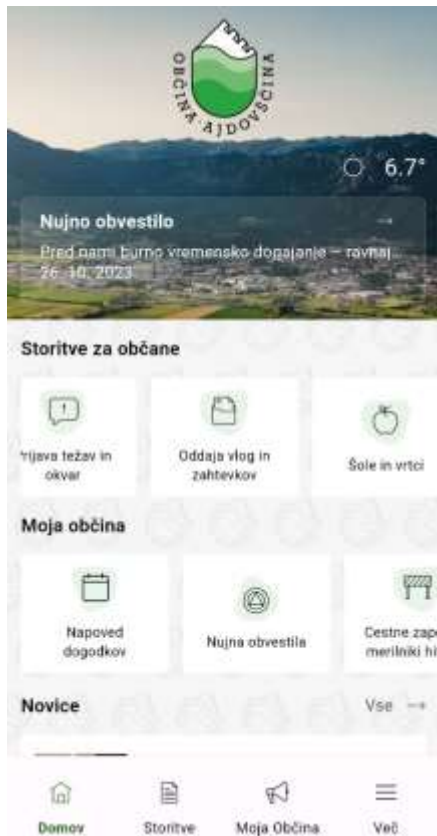 OBČINA AJDOVŠČINA
6.7°
Nujno obvestilo →
Pred nami burno vremensko dogajanje – ravnaj...
26. 10. 2023
Storitve za občane
rijava težav in
okvar
Oddaja vlog in
zahtevkov
Šole in vrtci
Moja občina
Napoved
dogodkov
Nujna obvestila
Cestne zap
merilniki hi
Novice
Vse →
Domov
Storitve
Moja Občina
Več